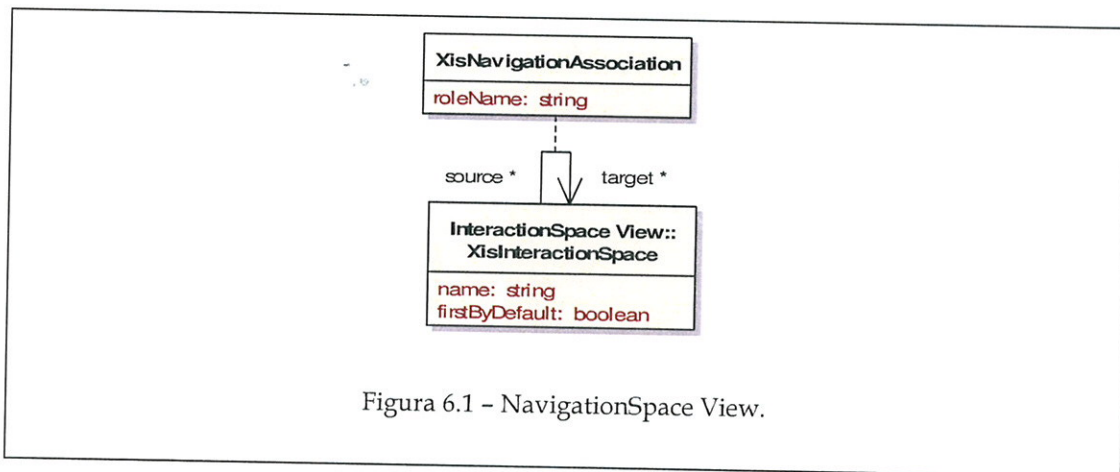 XisNavigationAssociation
roleName: string
source *
target *
InteractionSpace View::
XisInteractionSpace
name: string
firstByDefault: boolean
Figura 6.1 – NavigationSpace View.